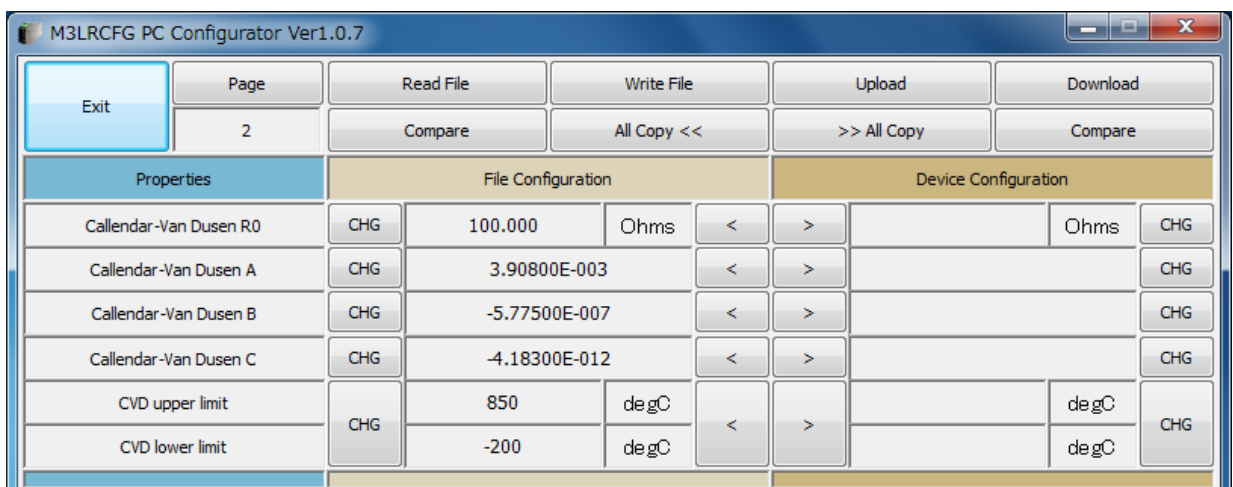 M3LRCFG PC Configurator Ver1.0.7
Exit Page Read File Write File Upload Download
2 Compare All Copy << >> All Copy Compare
Properties File Configuration Device Configuration
Callendar-Van Dusen R0 CHG 100.000 Ohms < > Ohms CHG
Callendar-Van Dusen A CHG 3.90800E-003 < > CHG
Callendar-Van Dusen B CHG -5.77500E-007 < > CHG
Callendar-Van Dusen C CHG -4.18300E-012 < > CHG
CVD upper limit CHG 850 degC < > degC CHG
CVD lower limit -200 degC degC